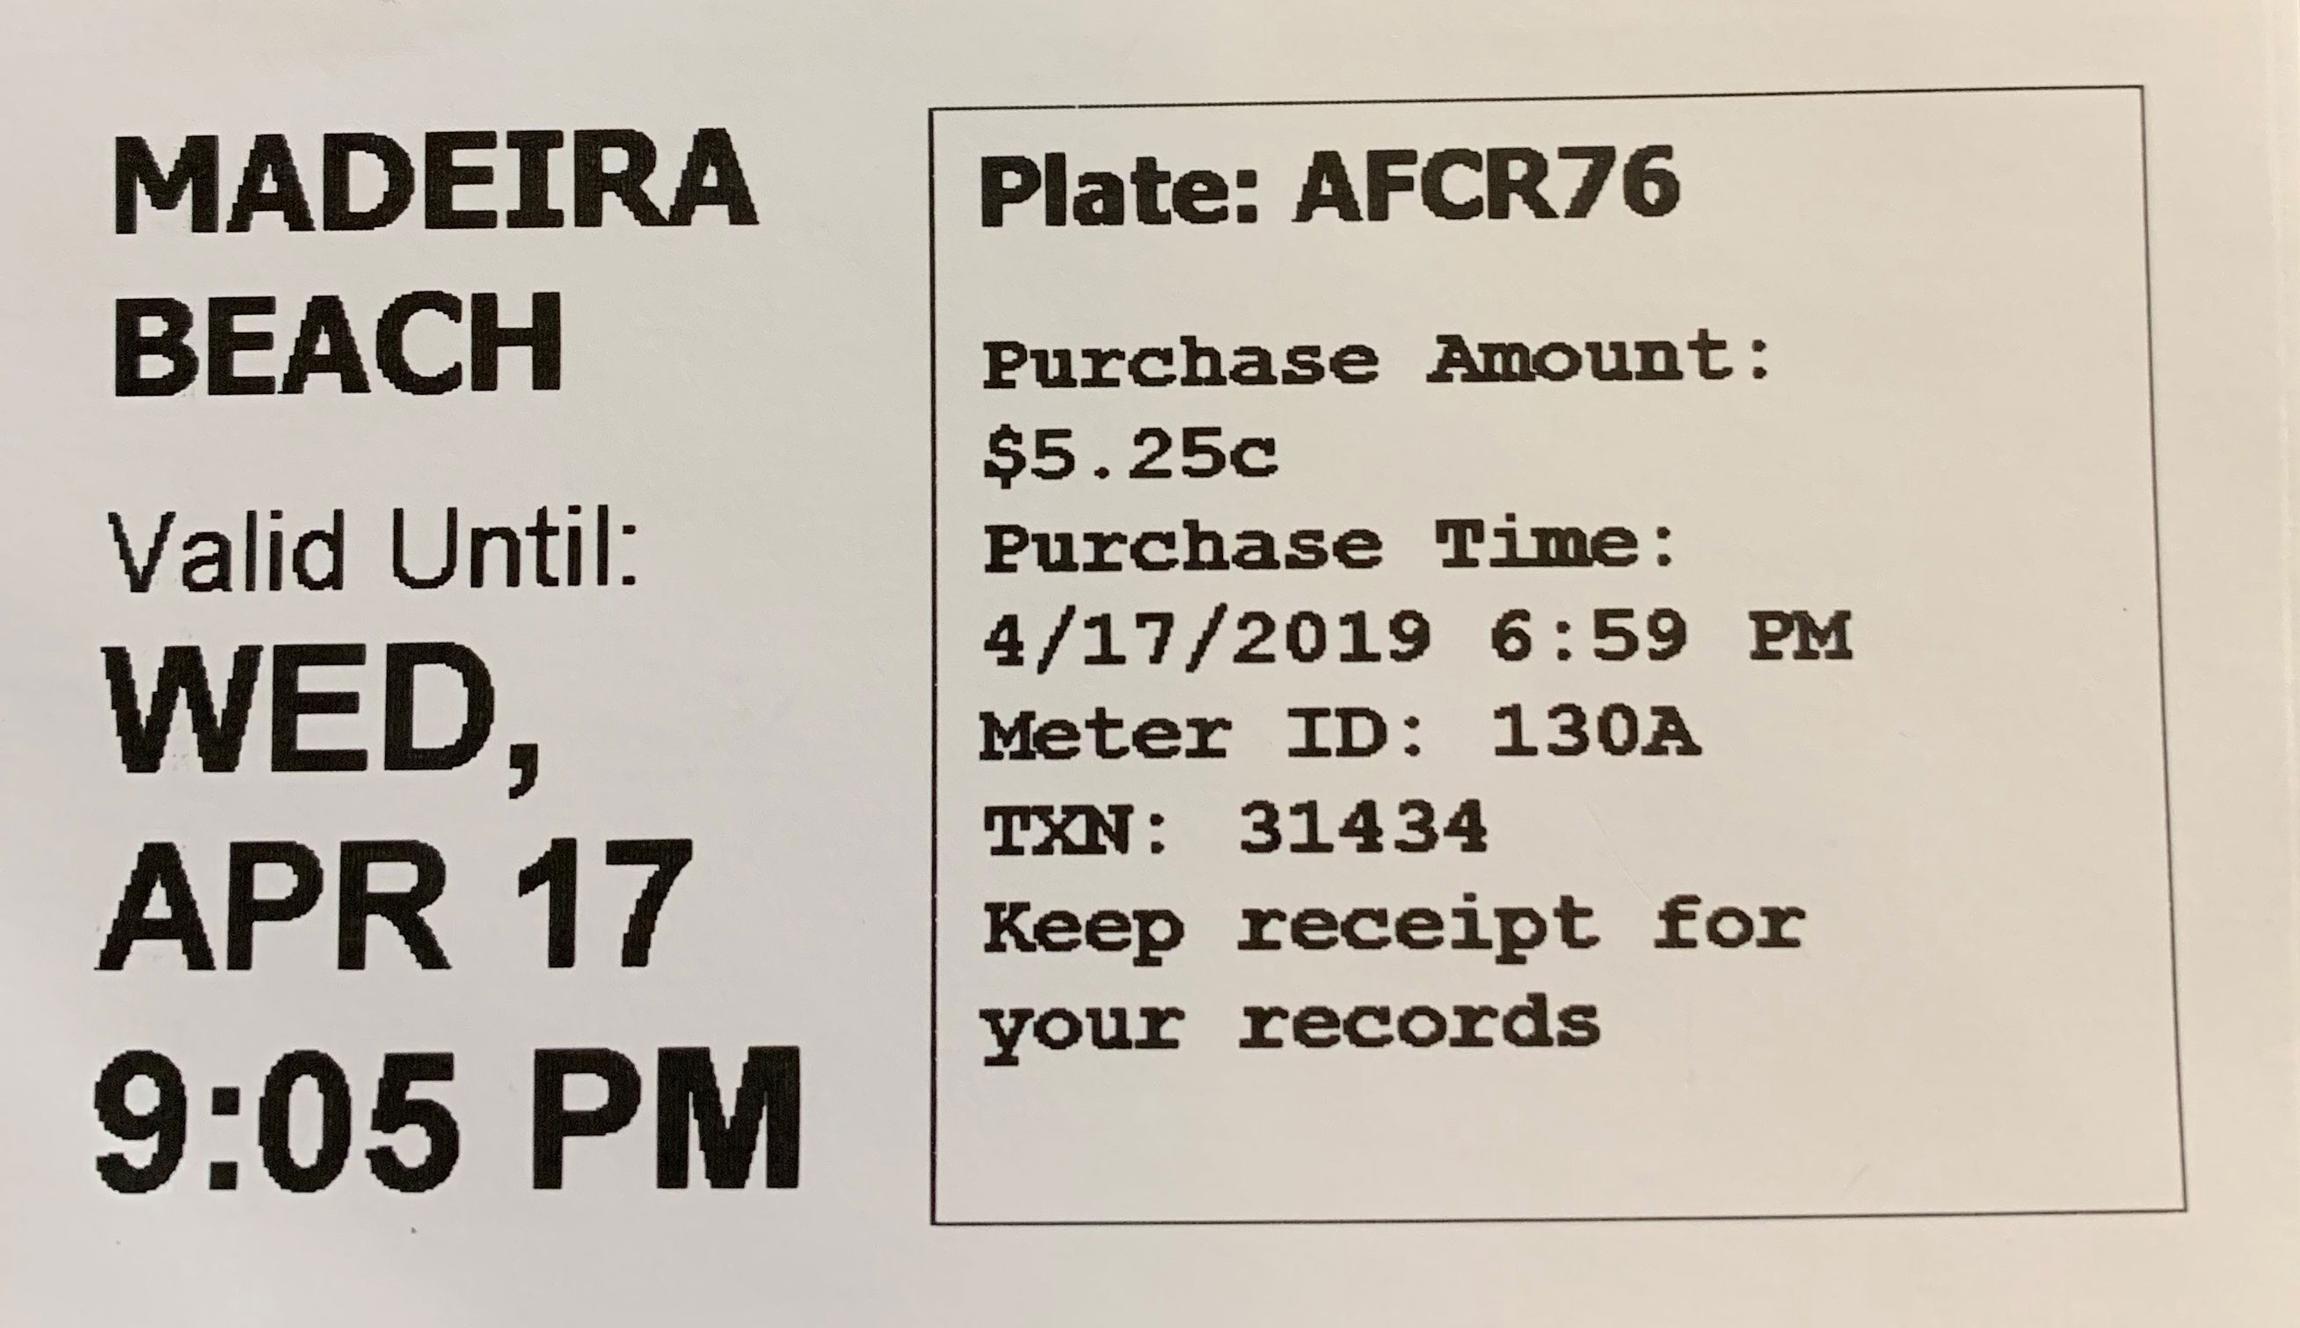 MADEIRA
BEACH
Valid Until:
WED,
APR 17
9:05 PM
Plate: AFCR76
Purchase Amount:
$5.25c
Purchase Time:
4/17/2019 6:59 PM
Meter ID: 130A
TXN: 31434
Keep receipt for
your records